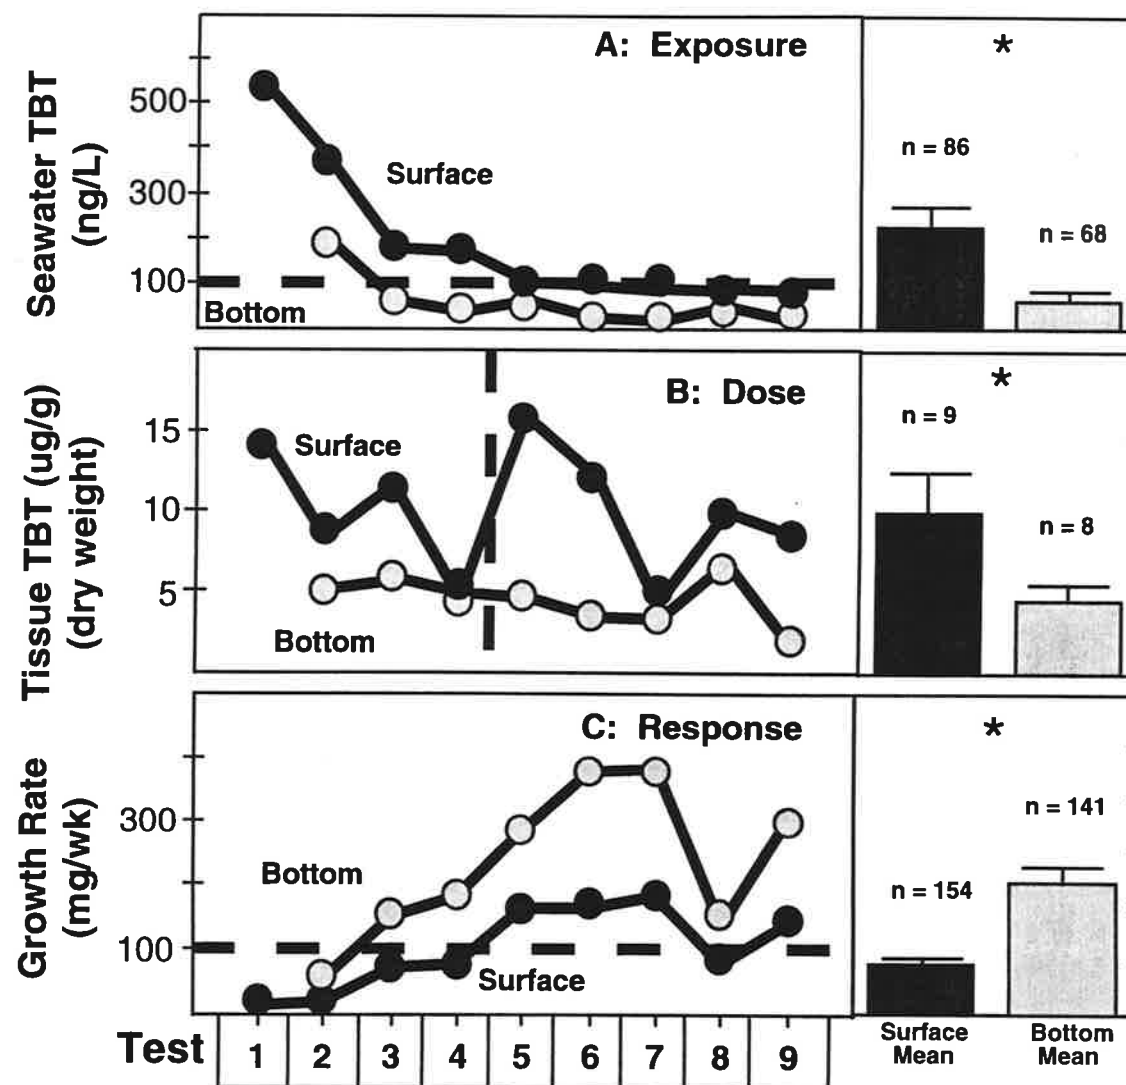 A: Exposure
*
Seawater TBT
(ng/L)
500
300
100
Surface
Bottom
n = 86
n = 68
B: Dose
*
Tissue TBT (ug/g)
(dry weight)
15
10
5
Surface
Bottom
n = 9
n = 8
C: Response
*
Growth Rate
(mg/wk)
300
100
Bottom
Surface
n = 154
n = 141
Test 1 2 3 4 5 6 7 8 9
Surface
Mean
Bottom
Mean